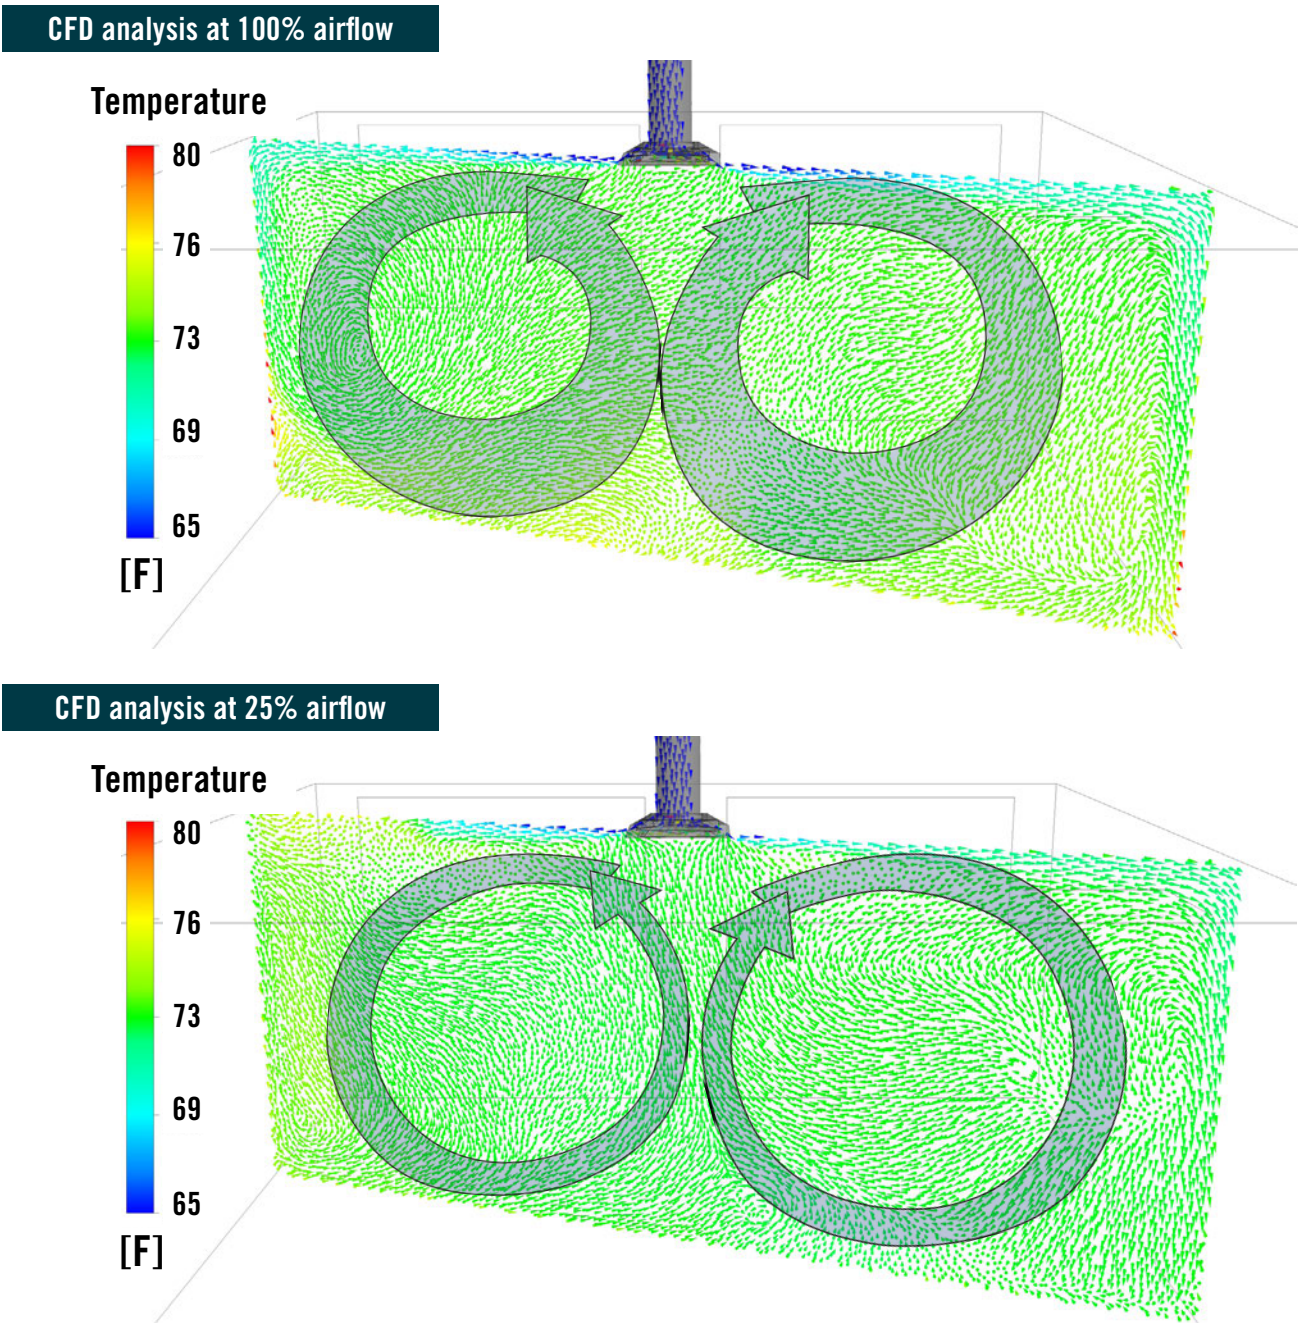 CFD analysis at 100% airflow
Temperature
80
76
73
69
65
[F]
CFD analysis at 25% airflow
Temperature
80
76
73
69
65
[F]